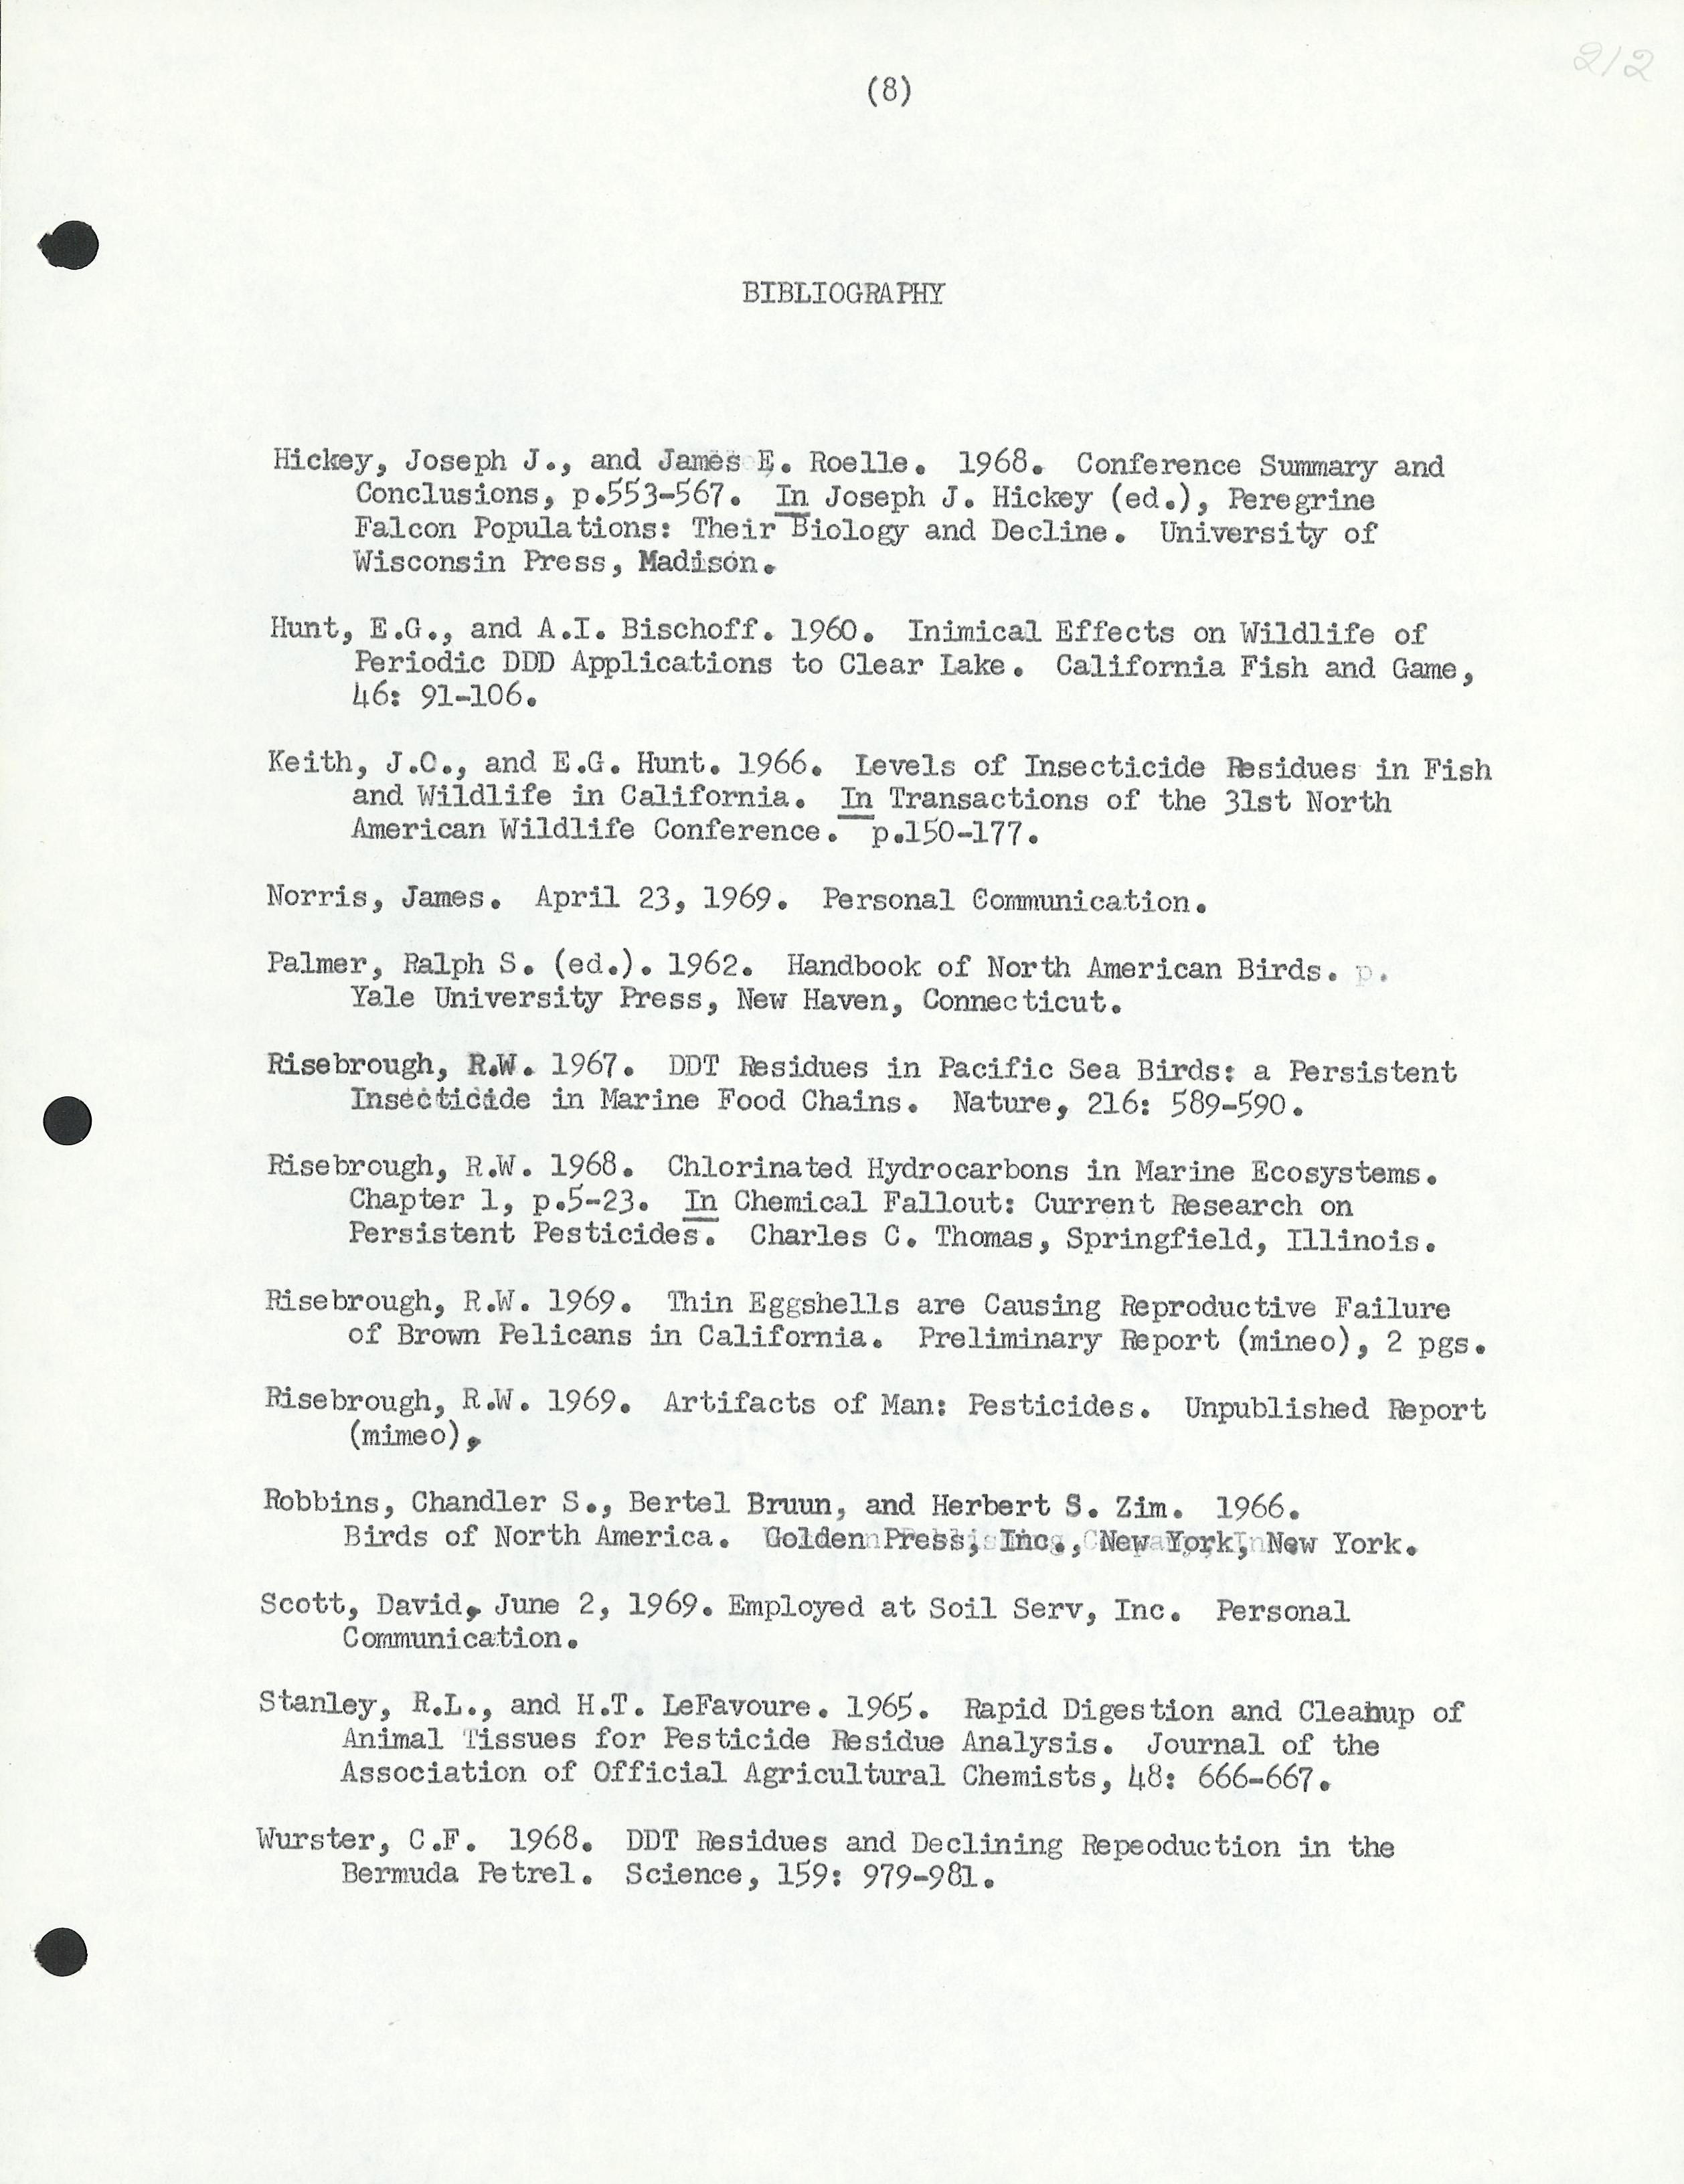 2/2
(8)
BIBLIOGRAPHY
Hickey, Joseph J., and James E. Roelle. 1968. Conference Summary and
Conclusions, p.553-567. In Joseph J. Hickey (ed.), Peregrine
Falcon Populations: Their Biology and Decline. University of
Wisconsin Press, Madison.
Hunt, E.G., and A.I. Bischoff. 1960. Inimical Effects on Wildlife of
Periodic DDD Applications to Clear Lake. California Fish and Game,
46: 91-106.
Keith, J.O., and E.G. Hunt. 1966. Levels of Insecticide Residues in Fish
and Wildlife in California. In Transactions of the 31st North
American Wildlife Conference. p.150-177.
Norris, James. April 23, 1969. Personal Communication.
Palmer, Ralph S. (ed.). 1962. Handbook of North American Birds. p.
Yale University Press, New Haven, Connecticut.
Risebrough, R.W. 1967. DDT Residues in Pacific Sea Birds: a Persistent
Insecticide in Marine Food Chains. Nature, 216: 589-590.
Risebrough, R.W. 1968. Chlorinated Hydrocarbons in Marine Ecosystems.
Chapter 1, p.5-23. In Chemical Fallout: Current Research on
Persistent Pesticides. Charles C. Thomas, Springfield, Illinois.
Risebrough, R.W. 1969. Thin Eggshells are Causing Reproductive Failure
of Brown Pelicans in California. Preliminary Report (mineo), 2 pgs.
Risebrough, R.W. 1969. Artifacts of Man: Pesticides. Unpublished Report
(mimeo),
Robbins, Chandler S., Bertel Bruun, and Herbert S. Zim. 1966.
Birds of North America. Golden Press, Inc., New York, New York.
Scott, David, June 2, 1969. Employed at Soil Serv, Inc. Personal
Communication.
Stanley, R.L., and H.T. LeFavoure. 1965. Rapid Digestion and Cleanup of
Animal Tissues for Pesticide Residue Analysis. Journal of the
Association of Official Agricultural Chemists, 48: 666-667.
Wurster, C.F. 1968. DDT Residues and Declining Repeoduction in the
Bermuda Petrel. Science, 159: 979-981.